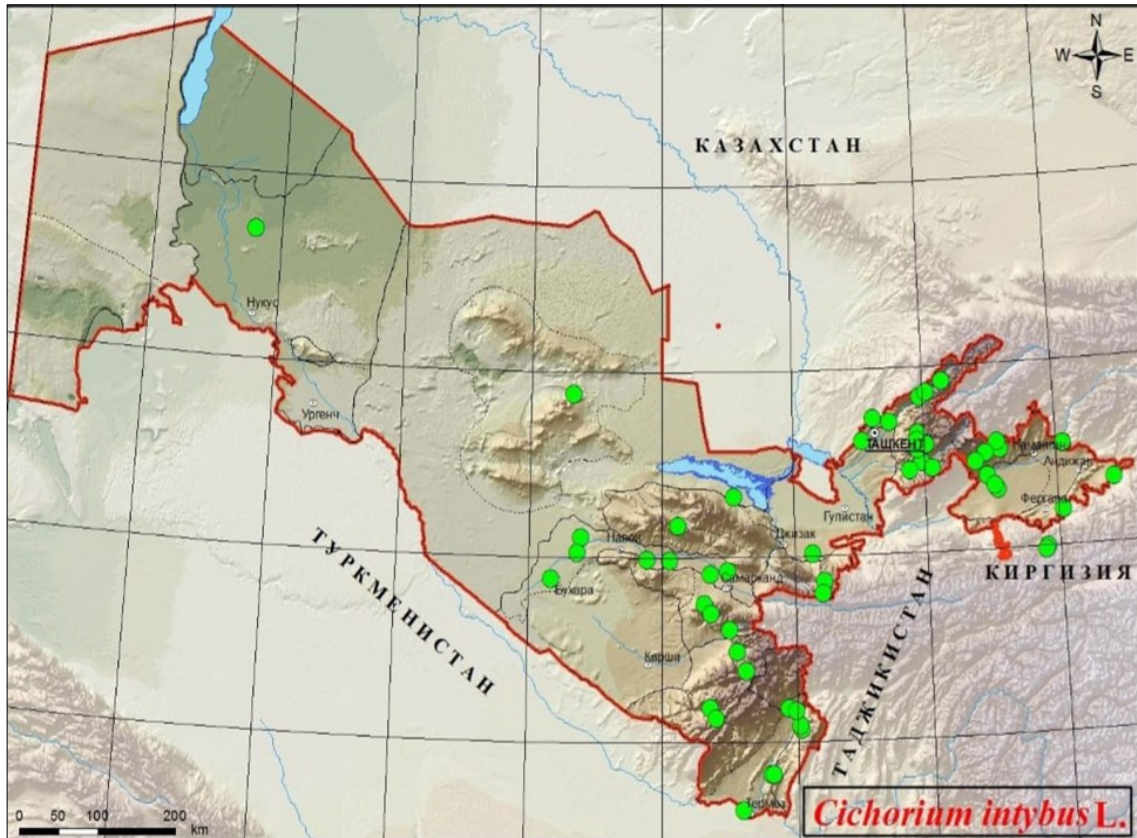 N
W E
S
КАЗАХСТАН
Нукус
Ургенч
ТАШКЕНТ
Наманган
Андижан
Фергана
Гулистан
Джизак
Навои
КИРГИЗИЯ
ТУРКМЕНИСТАН
Самарканд
Бухара
ТАДЖИКИСТАН
Карши
Термез
0 50 100 200
km
Cichorium intybus L.